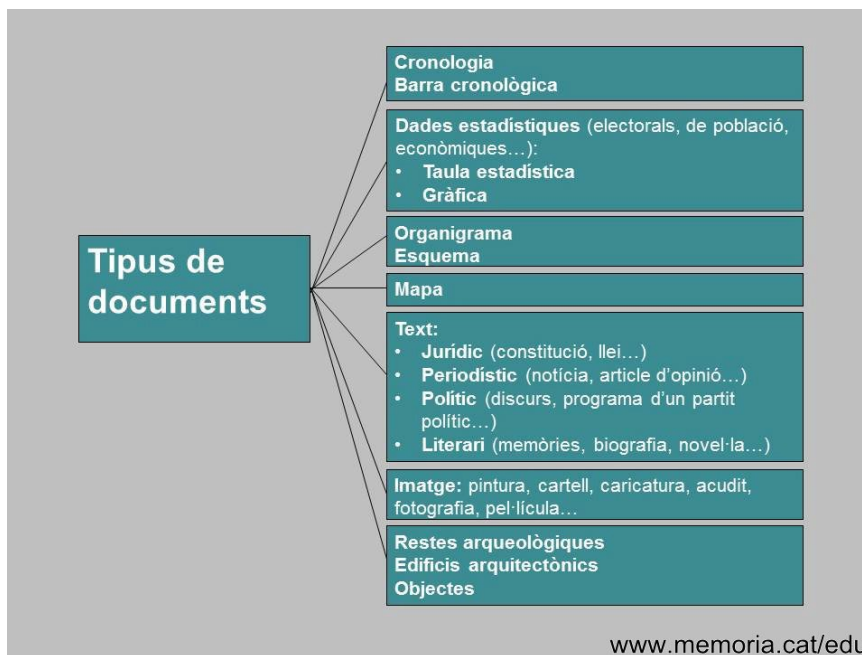 Tipus de
documents
Cronologia
Barra cronològica
Dades estadístiques (electorals, de població,
econòmiques…):
• Taula estadística
• Gràfica
Organigrama
Esquema
Mapa
Text:
• Jurídic (constitució, llei…)
• Periodístic (notícia, article d’opinió…)
• Polític (discurs, programa d’un partit
polític…)
• Literari (memòries, biografia, novel·la…)
Imatge: pintura, cartell, caricatura, acudit,
fotografia, pel·lícula…
Restes arqueològiques
Edificis arquitectònics
Objectes
www.memoria.cat/edu